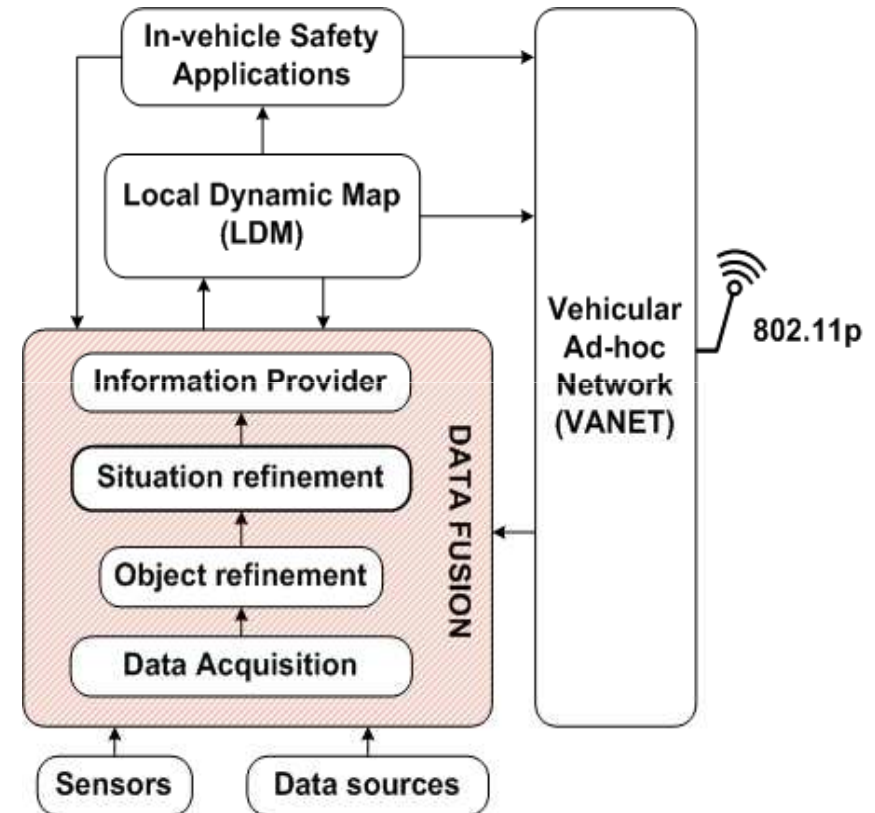 In-vehicle Safety
Applications
Local Dynamic Map
(LDM)
Vehicular
Ad-hoc
Network
(VANET)
802.11p
Information Provider
Situation refinement
Object refinement
Data Acquisition
DATA FUSION
Sensors
Data sources